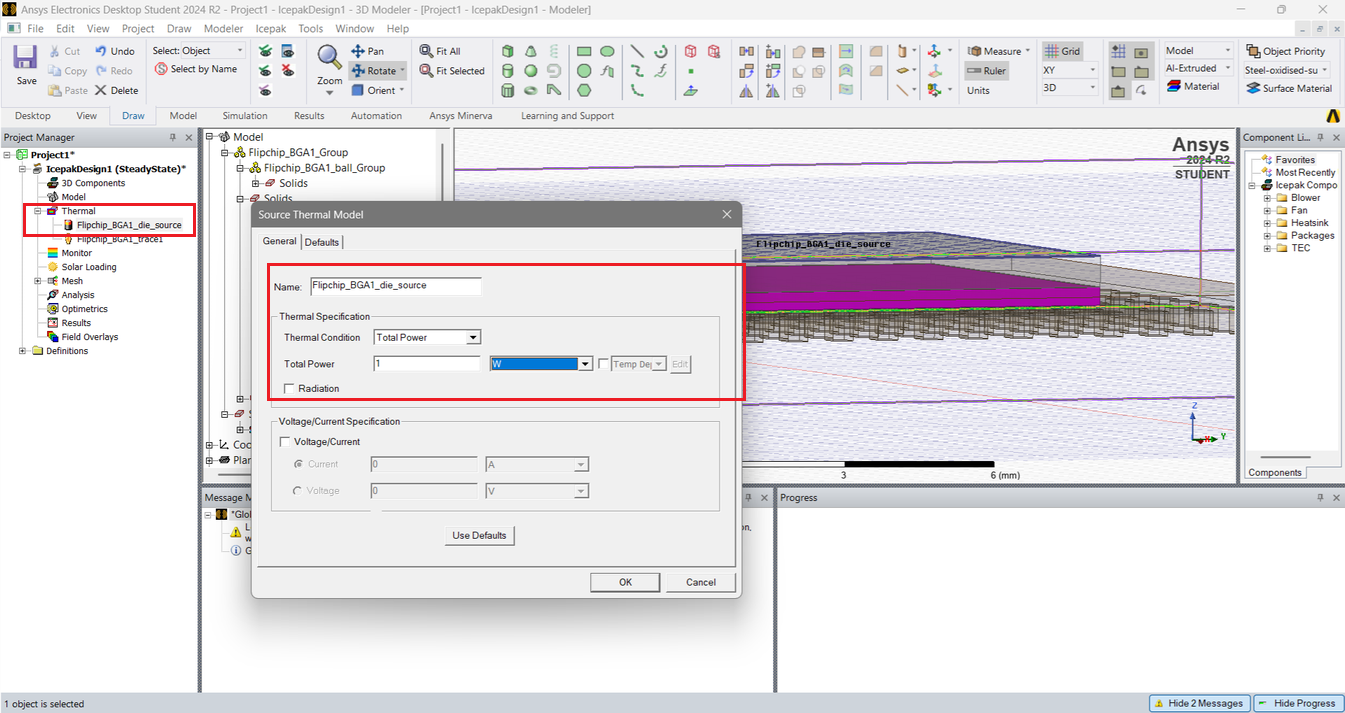 Ansys Electronics Desktop Student 2024 R2 - Project1 - IcepakDesign1 - 3D Modeler - [Project1 - IcepakDesign1 - Modeler]
File Edit View Project Draw Modeler Icepak Tools Window Help
Save
Cut
Copy
Paste
Undo
Redo
Delete
Select: Object
Select by Name
Zoom
Pan
Rotate
Orient
Fit All
Fit Selected
Measure
Ruler
Units
Grid
XY
3D
Model
AI-Extruded
Material
Object Priority
Steel-oxidised-su
Surface Material
Desktop View Draw Model Simulation Results Automation Ansys Minerva Learning and Support
Project Manager
Project1*
IcepakDesign1 (SteadyState)*
3D Components
Model
Thermal
Flipchip_BGA1_die_source
Flipchip_BGA1_trace1
Monitor
Solar Loading
Mesh
Analysis
Optimetrics
Results
Field Overlays
Definitions
Model
Flipchip_BGA1_Group
Flipchip_BGA1_ball_Group
Solids
Solids
Coo
Plan
Source Thermal Model
General Defaults
Name: Flipchip_BGA1_die_source
Thermal Specification
Thermal Condition Total Power
Total Power 1 W Temp De Edit
Radiation
Voltage/Current Specification
Voltage/Current
Current 0 A
Voltage 0 V
Use Defaults
OK Cancel
Flipchip_BGA1_die_source
Ansys
2024 R2
STUDENT
Z
X
Y
3 6 (mm)
Component Li...
Favorites
Most Recently
Icepak Compo
Blower
Fan
Heatsink
Packages
TEC
Components
Message M
*Glo
L
w
G
on,
Progress
1 object is selected
Hide 2 Messages
Hide Progress